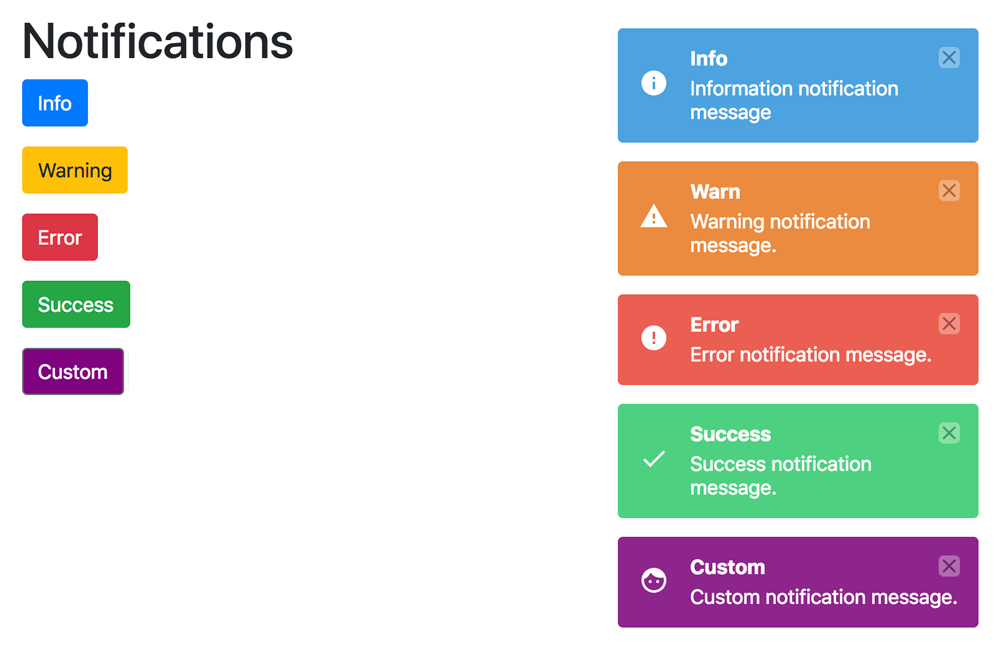 Notifications
Info
Warning
Error
Success
Custom
Info
Information notification
message
Warn
Warning notification
message.
Error
Error notification message.
Success
Success notification
message.
Custom
Custom notification message.